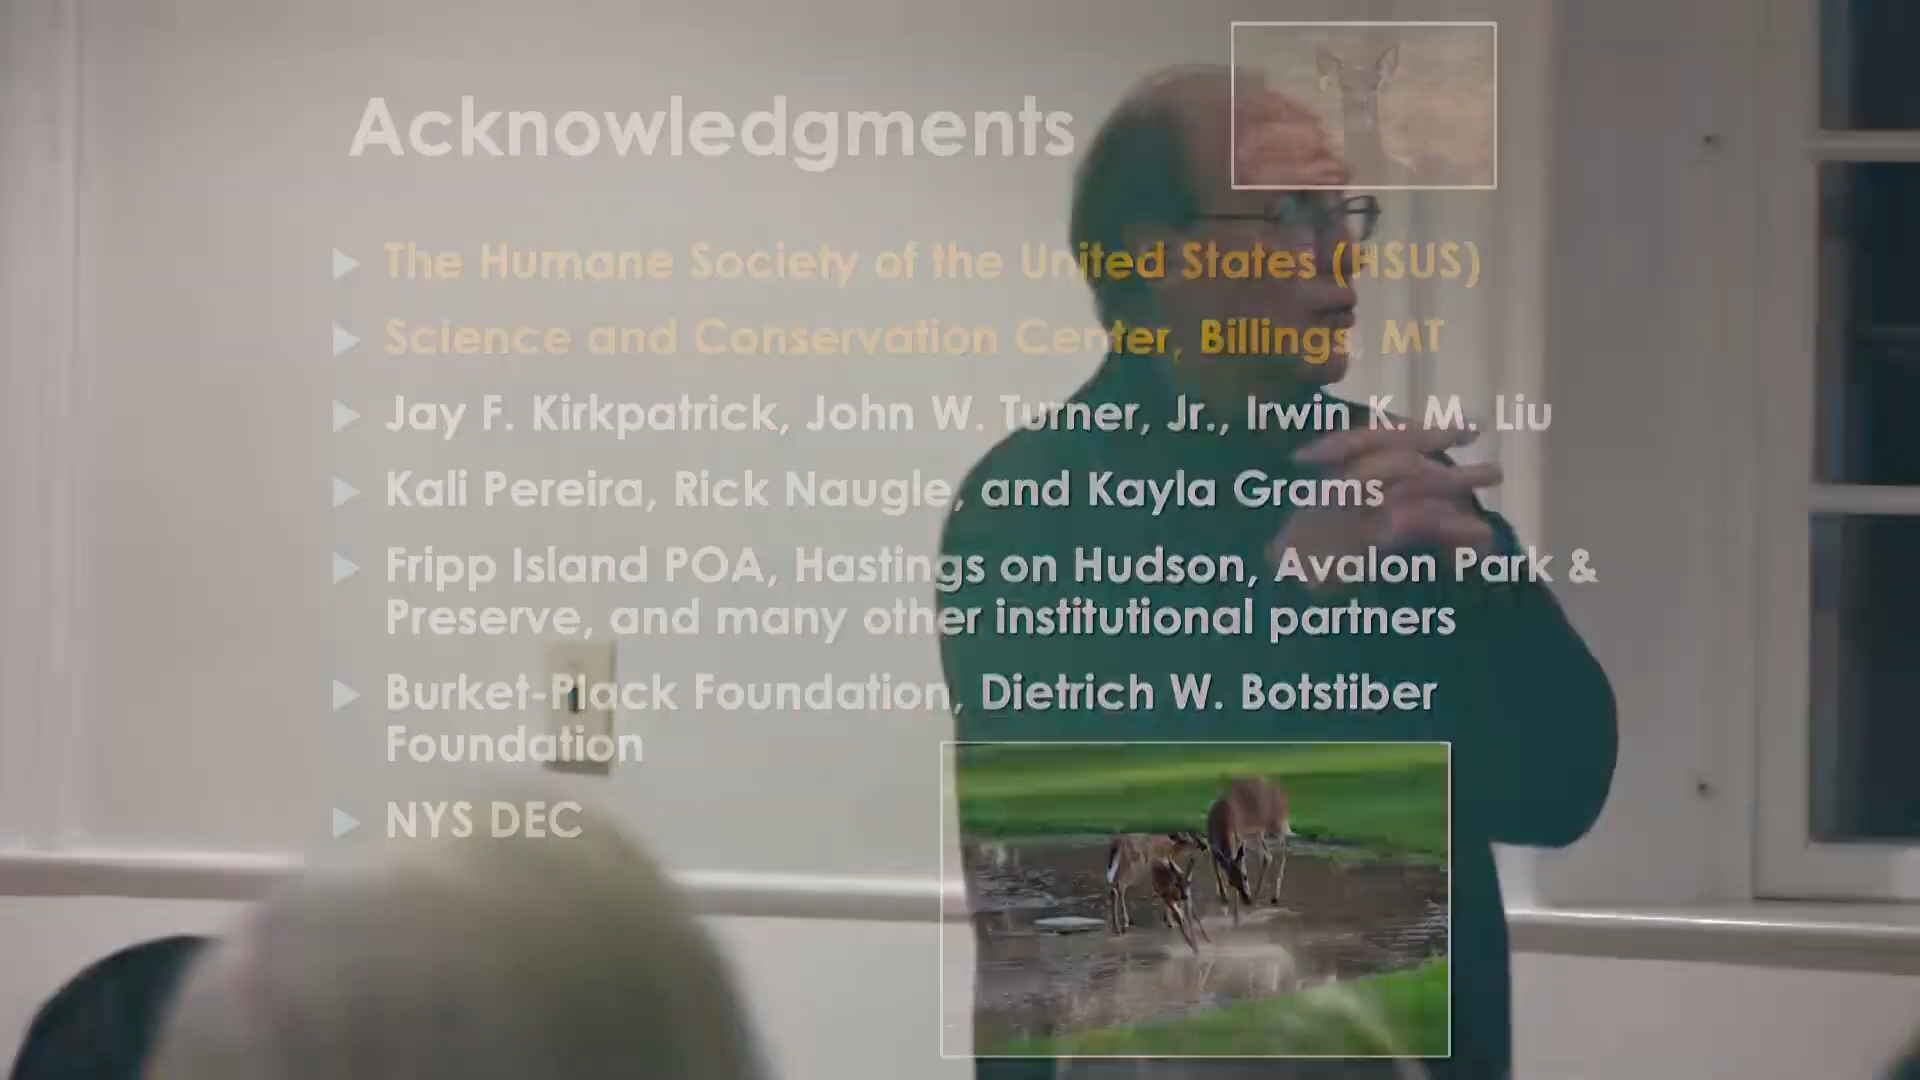 Acknowledgments
The Humane Society of the United States (HSUS)
Science and Conservation Center, Billings, MT
Jay F. Kirkpatrick, John W. Turner, Jr., Irwin K. M. Liu
Kali Pereira, Rick Naugle, and Kayla Grams
Fripp Island POA, Hastings on Hudson, Avalon Park &
Preserve, and many other institutional partners
Burket-Plack Foundation, Dietrich W. Botstiber
Foundation
NYS DEC